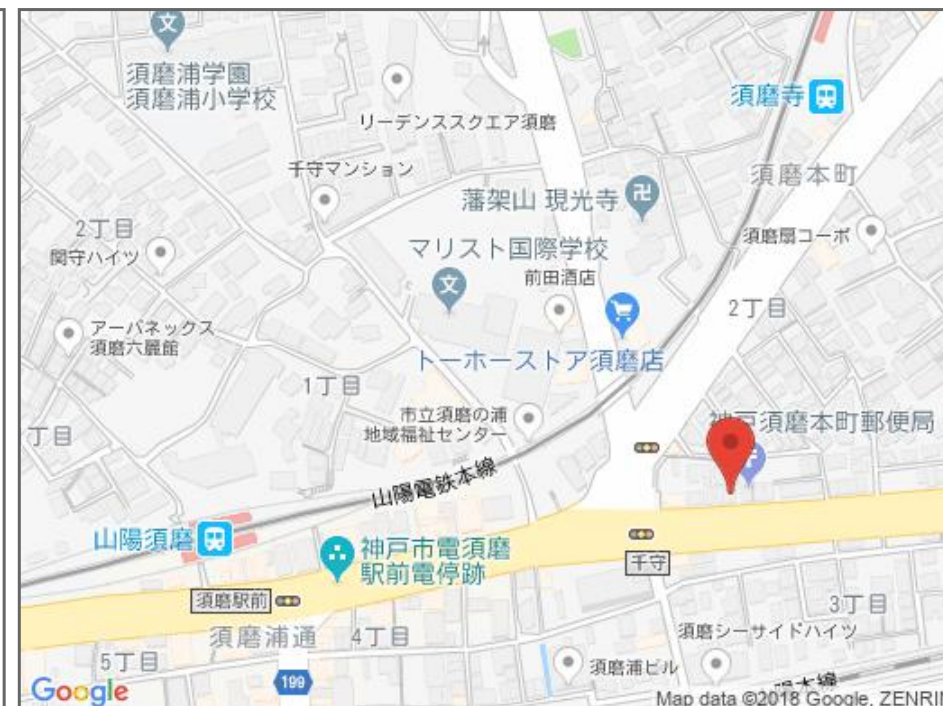 須磨浦学園
須磨浦小学校
リーデンススクエア須磨
須磨寺
千守マンション
須磨本町
藩架山 現光寺
2丁目
関守ハイツ
マリスト国際学校
須磨扇コーポ
前田酒店
2丁目
アーバネックス
須磨六麗館
トーホーストア須磨店
1丁目
市立須磨の浦
地域福祉センター
神戸須磨本町郵便局
丁目
山陽電鉄本線
山陽須磨
神戸市電須磨
駅前電停跡
千守
須磨駅前
3丁目
須磨浦通 4丁目
須磨シーサイドハイツ
5丁目
須磨浦ビル
199
本線
Google
Map data ©2018 Google, ZENRIN